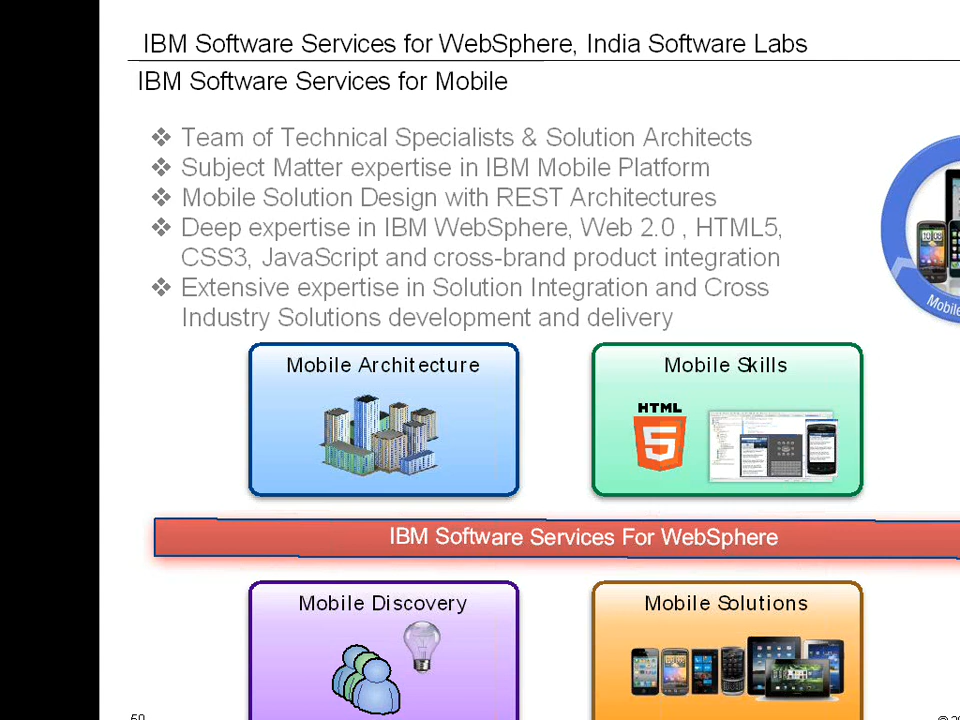 IBM Software Services for WebSphere, India Software Labs
IBM Software Services for Mobile
❖ Team of Technical Specialists & Solution Architects
❖ Subject Matter expertise in IBM Mobile Platform
❖ Mobile Solution Design with REST Architectures
❖ Deep expertise in IBM WebSphere, Web 2.0 , HTML5,
CSS3, JavaScript and cross-brand product integration
❖ Extensive expertise in Solution Integration and Cross
Industry Solutions development and delivery
Mobile
Mobile Architecture
Mobile Skills
HTML
5
IBM Software Services For WebSphere
Mobile Discovery
Mobile Solutions